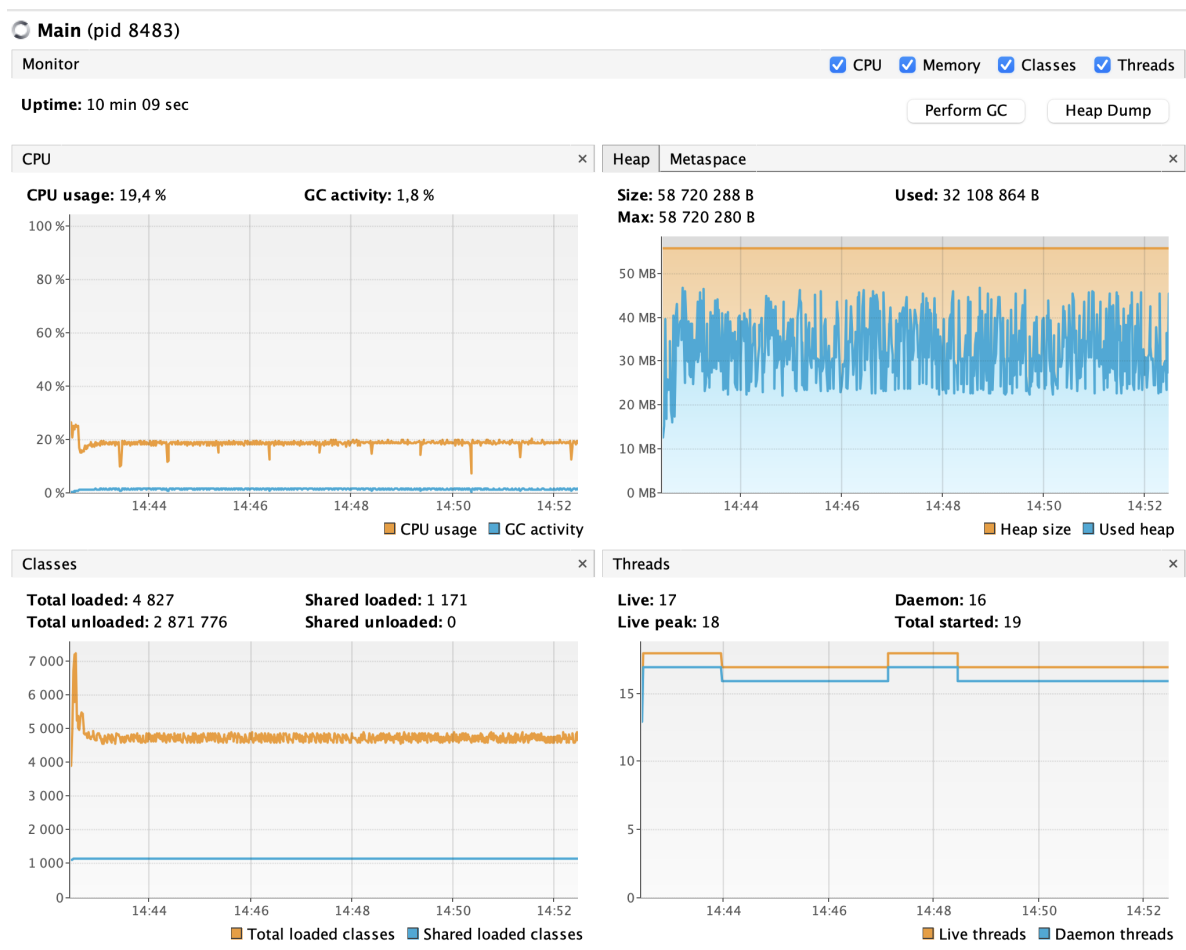 Main (pid 8483)
Monitor
CPU Memory Classes Threads
Uptime: 10 min 09 sec
Perform GC Heap Dump
CPU ×
CPU usage: 19,4 % GC activity: 1,8 %
100 %
80 %
60 %
40 %
20 %
0 %
14:44 14:46 14:48 14:50 14:52
CPU usage GC activity
Heap Metaspace ×
Size: 58 720 288 B Used: 32 108 864 B
Max: 58 720 280 B
50 MB
40 MB
30 MB
20 MB
10 MB
0 MB
14:44 14:46 14:48 14:50 14:52
Heap size Used heap
Classes ×
Total loaded: 4 827 Shared loaded: 1 171
Total unloaded: 2 871 776 Shared unloaded: 0
7 000
6 000
5 000
4 000
3 000
2 000
1 000
0
14:44 14:46 14:48 14:50 14:52
Total loaded classes Shared loaded classes
Threads ×
Live: 17 Daemon: 16
Live peak: 18 Total started: 19
15
10
5
0
14:44 14:46 14:48 14:50 14:52
Live threads Daemon threads